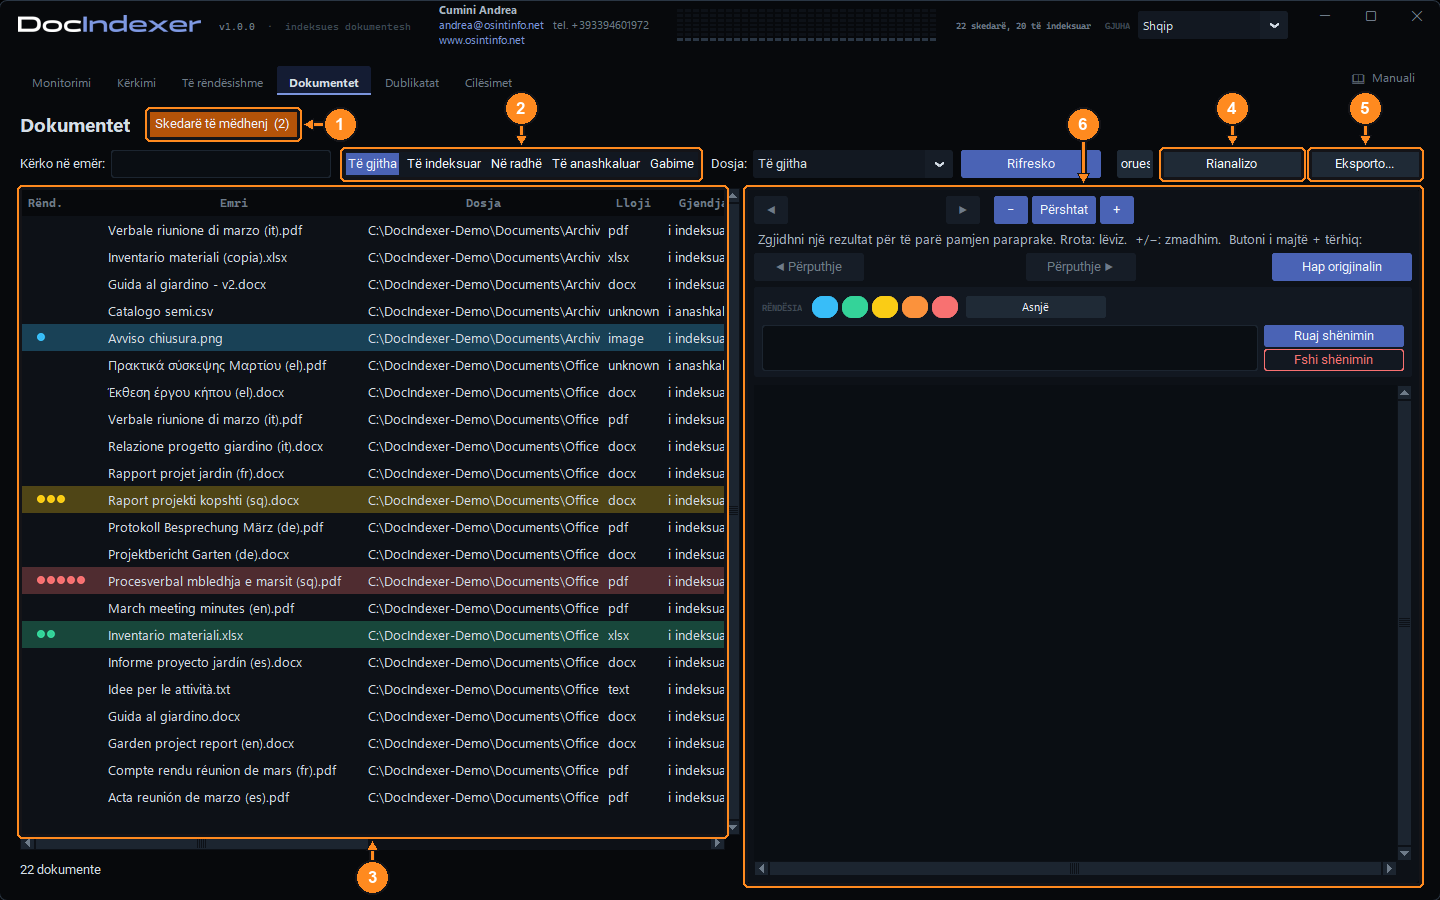 DocIndexer v1.0.0 · indeksues dokumentesh
Cumini Andrea
andrea@osintinfo.net tel. +393394601972
www.osintinfo.net
22 skedarë, 20 të indeksuar GJUHA Shqip
Monitorimi Kërkimi Të rëndësishme Dokumentet Dublikatat Cilësimet Manuali
Dokumentet Skedarë të mëdhenj (2) 1 2 6 4 5
Kërko në emër: Të gjitha Të indeksuar Në radhë Të anashkaluar Gabime Dosja: Të gjitha Rifresko orues Rianalizo Eksporto...
Rënd. Emri Dosja Lloji Gjendja
Verbale riunione di marzo (it).pdf C:\DocIndexer-Demo\Documents\Archiv pdf i indeksua
Inventario materiali (copia).xlsx C:\DocIndexer-Demo\Documents\Archiv xlsx i indeksua
Guida al giardino - v2.docx C:\DocIndexer-Demo\Documents\Archiv docx i indeksua
Catalogo semi.csv C:\DocIndexer-Demo\Documents\Archiv unknown i anashkal
Avviso chiusura.png C:\DocIndexer-Demo\Documents\Archiv image i indeksua
Πρακτικά σύσκεψης Μαρτίου (el).pdf C:\DocIndexer-Demo\Documents\Office unknown i anashkal
Έκθεση έργου κήπου (el).docx C:\DocIndexer-Demo\Documents\Office docx i indeksua
Verbale riunione di marzo (it).pdf C:\DocIndexer-Demo\Documents\Office pdf i indeksua
Relazione progetto giardino (it).docx C:\DocIndexer-Demo\Documents\Office docx i indeksua
Rapport projet jardin (fr).docx C:\DocIndexer-Demo\Documents\Office docx i indeksua
Raport projekti kopshti (sq).docx C:\DocIndexer-Demo\Documents\Office docx i indeksua
Protokoll Besprechung März (de).pdf C:\DocIndexer-Demo\Documents\Office pdf i indeksua
Projektbericht Garten (de).docx C:\DocIndexer-Demo\Documents\Office docx i indeksua
Procesverbal mbledhja e marsit (sq).pdf C:\DocIndexer-Demo\Documents\Office pdf i indeksua
March meeting minutes (en).pdf C:\DocIndexer-Demo\Documents\Office pdf i indeksua
Inventario materiali.xlsx C:\DocIndexer-Demo\Documents\Office xlsx i indeksua
Informe proyecto jardín (es).docx C:\DocIndexer-Demo\Documents\Office docx i indeksua
Idee per le attività.txt C:\DocIndexer-Demo\Documents\Office text i indeksua
Guida al giardino.docx C:\DocIndexer-Demo\Documents\Office docx i indeksua
Garden project report (en).docx C:\DocIndexer-Demo\Documents\Office docx i indeksua
Compte rendu réunion de mars (fr).pdf C:\DocIndexer-Demo\Documents\Office pdf i indeksua
Acta reunión de marzo (es).pdf C:\DocIndexer-Demo\Documents\Office pdf i indeksua
22 dokumente
3
− Përshtat +
Zgjidhni një rezultat për të parë pamjen paraprake. Rrota: lëviz. +/−: zmadhim. Butoni i majtë + tërhiq:
◄ Përputhje Përputhje ► Hap origjinalin
RËNDËSIA Asnjë
Ruaj shënimin
Fshi shënimin